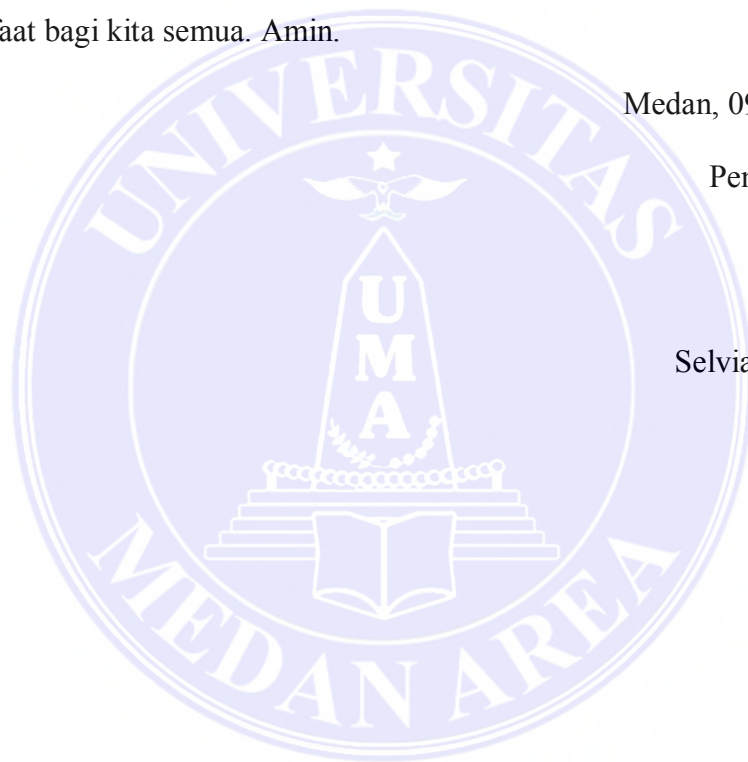 faat bagi kita semua. Amin.
Medan, 09
Per
Selvia
UNIVERSITAS
U
M
A
MEDAN AREA